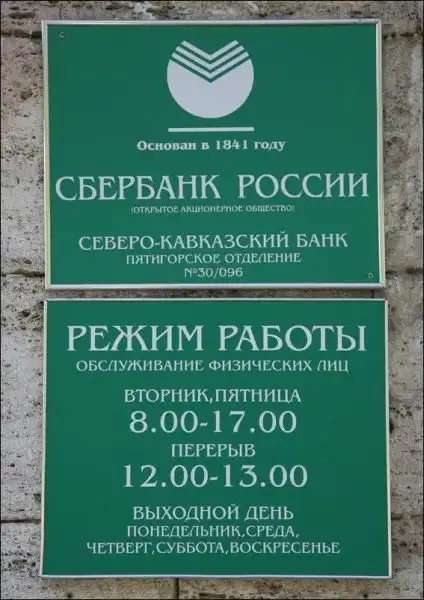 Основан в 1841 году
СБЕРБАНК РОССИИ
(ОТКРЫТОЕ АКЦИОНЕРНОЕ ОБЩЕСТВО)
СЕВЕРО-КАВКАЗСКИЙ БАНК
ПЯТИГОРСКОЕ ОТДЕЛЕНИЕ
№30/096
РЕЖИМ РАБОТЫ
ОБСЛУЖИВАНИЕ ФИЗИЧЕСКИХ ЛИЦ
ВТОРНИК,ПЯТНИЦА
8.00-17.00
ПЕРЕРЫВ
12.00-13.00
ВЫХОДНОЙ ДЕНЬ
ПОНЕДЕЛЬНИК,СРЕДА,
ЧЕТВЕРГ,СУББОТА,ВОСКРЕСЕНЬЕ